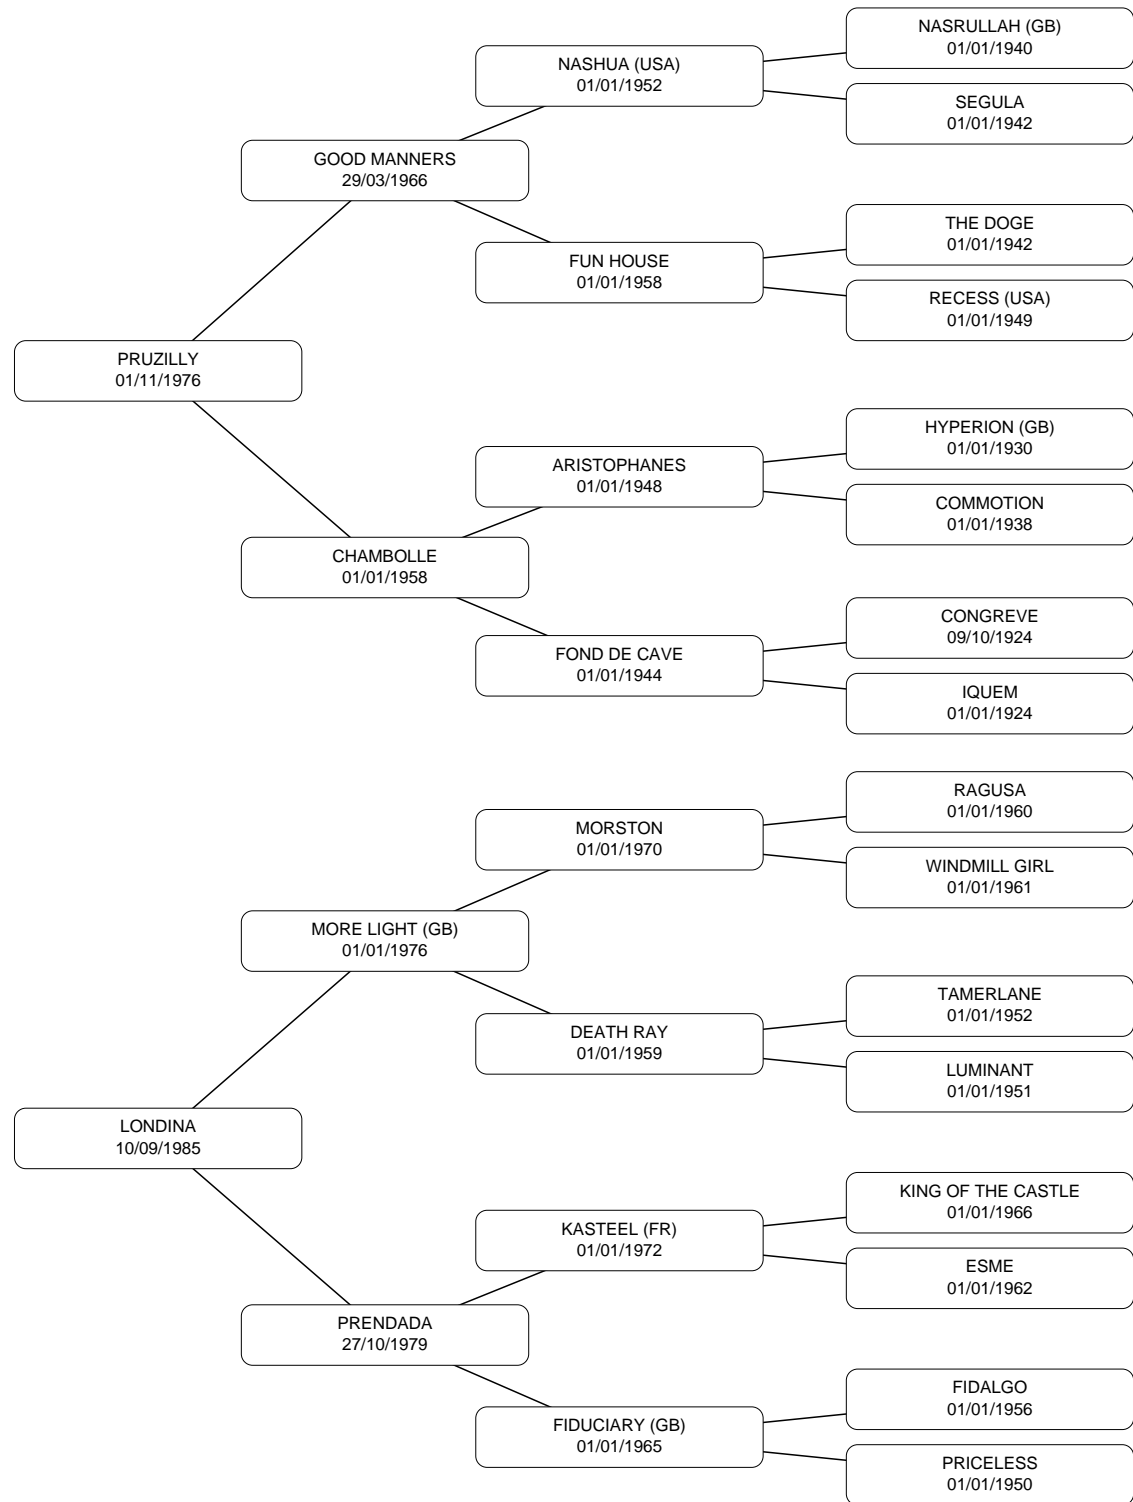 NASRULLAH (GB)
01/01/1940
NASHUA (USA)
01/01/1952
SEGULA
01/01/1942
GOOD MANNERS
29/03/1966
THE DOGE
01/01/1942
FUN HOUSE
01/01/1958
RECESS (USA)
01/01/1949
PRUZILLY
01/11/1976
HYPERION (GB)
01/01/1930
ARISTOPHANES
01/01/1948
COMMOTION
01/01/1938
CHAMBOLLE
01/01/1958
CONGREVE
09/10/1924
FOND DE CAVE
01/01/1944
IQUEM
01/01/1924
RAGUSA
01/01/1960
MORSTON
01/01/1970
WINDMILL GIRL
01/01/1961
MORE LIGHT (GB)
01/01/1976
TAMERLANE
01/01/1952
DEATH RAY
01/01/1959
LUMINANT
01/01/1951
LONDINA
10/09/1985
KING OF THE CASTLE
01/01/1966
KASTEEL (FR)
01/01/1972
ESME
01/01/1962
PRENDADA
27/10/1979
FIDALGO
01/01/1956
FIDUCIARY (GB)
01/01/1965
PRICELESS
01/01/1950